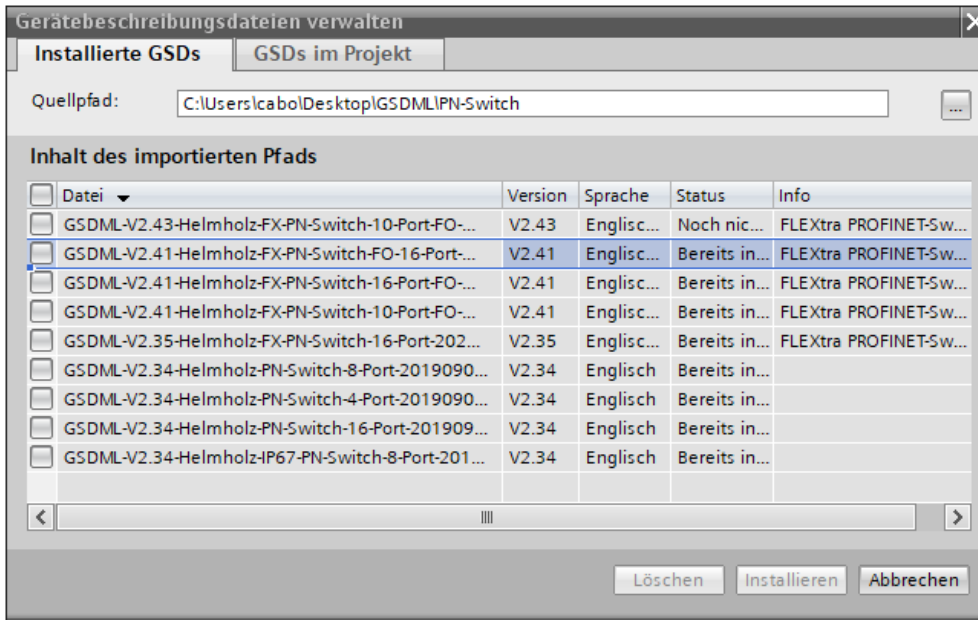 Gerätebeschreibungsdateien verwalten
Installierte GSDs GSDs im Projekt
Quellpfad: C:\Users\cabo\Desktop\GSDML\PN-Switch ...
Inhalt des importierten Pfads
Datei Version Sprache Status Info
GSDML-V2.43-Helmholz-FX-PN-Switch-10-Port-FO-... V2.43 Englisc... Noch nic... FLEXtra PROFINET-Sw...
GSDML-V2.41-Helmholz-FX-PN-Switch-FO-16-Port-... V2.41 Englisc... Bereits in... FLEXtra PROFINET-Sw...
GSDML-V2.41-Helmholz-FX-PN-Switch-16-Port-FO-... V2.41 Englisc... Bereits in... FLEXtra PROFINET-Sw...
GSDML-V2.41-Helmholz-FX-PN-Switch-10-Port-FO-... V2.41 Englisc... Bereits in... FLEXtra PROFINET-Sw...
GSDML-V2.35-Helmholz-FX-PN-Switch-16-Port-202... V2.35 Englisc... Bereits in... FLEXtra PROFINET-Sw...
GSDML-V2.34-Helmholz-PN-Switch-8-Port-2019090... V2.34 Englisch Bereits in...
GSDML-V2.34-Helmholz-PN-Switch-4-Port-2019090... V2.34 Englisch Bereits in...
GSDML-V2.34-Helmholz-PN-Switch-16-Port-201909... V2.34 Englisch Bereits in...
GSDML-V2.34-Helmholz-IP67-PN-Switch-8-Port-201... V2.34 Englisch Bereits in...
Löschen Installieren Abbrechen